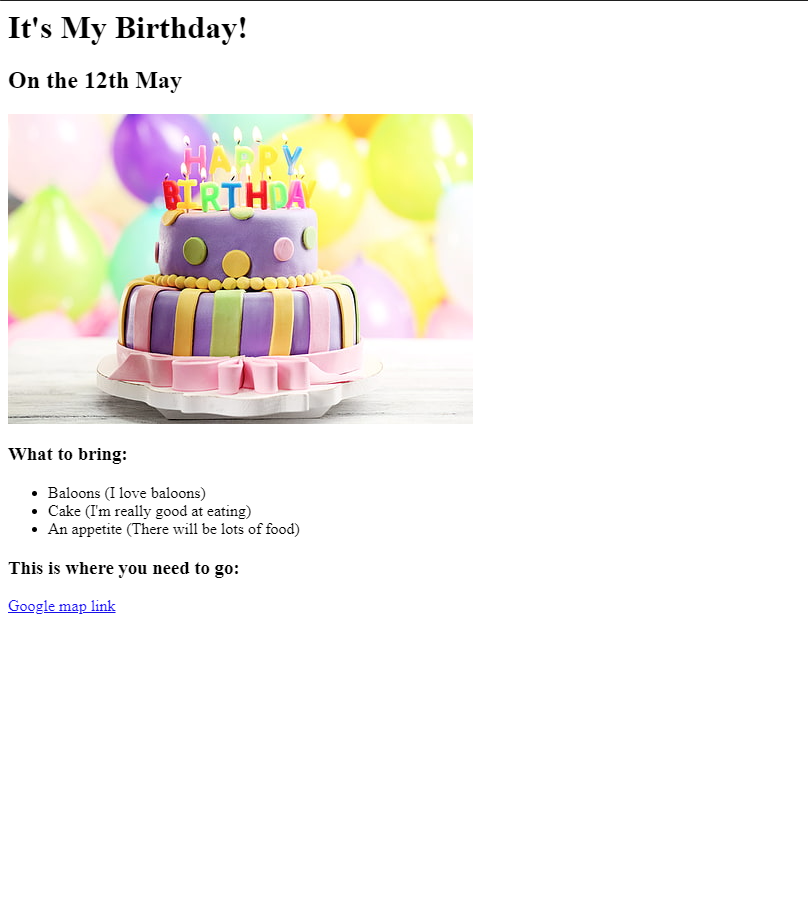 It's My Birthday!
On the 12th May
HAPPY
BIRTHDAY
What to bring:
Baloons (I love baloons)
Cake (I'm really good at eating)
An appetite (There will be lots of food)
This is where you need to go:
Google map link